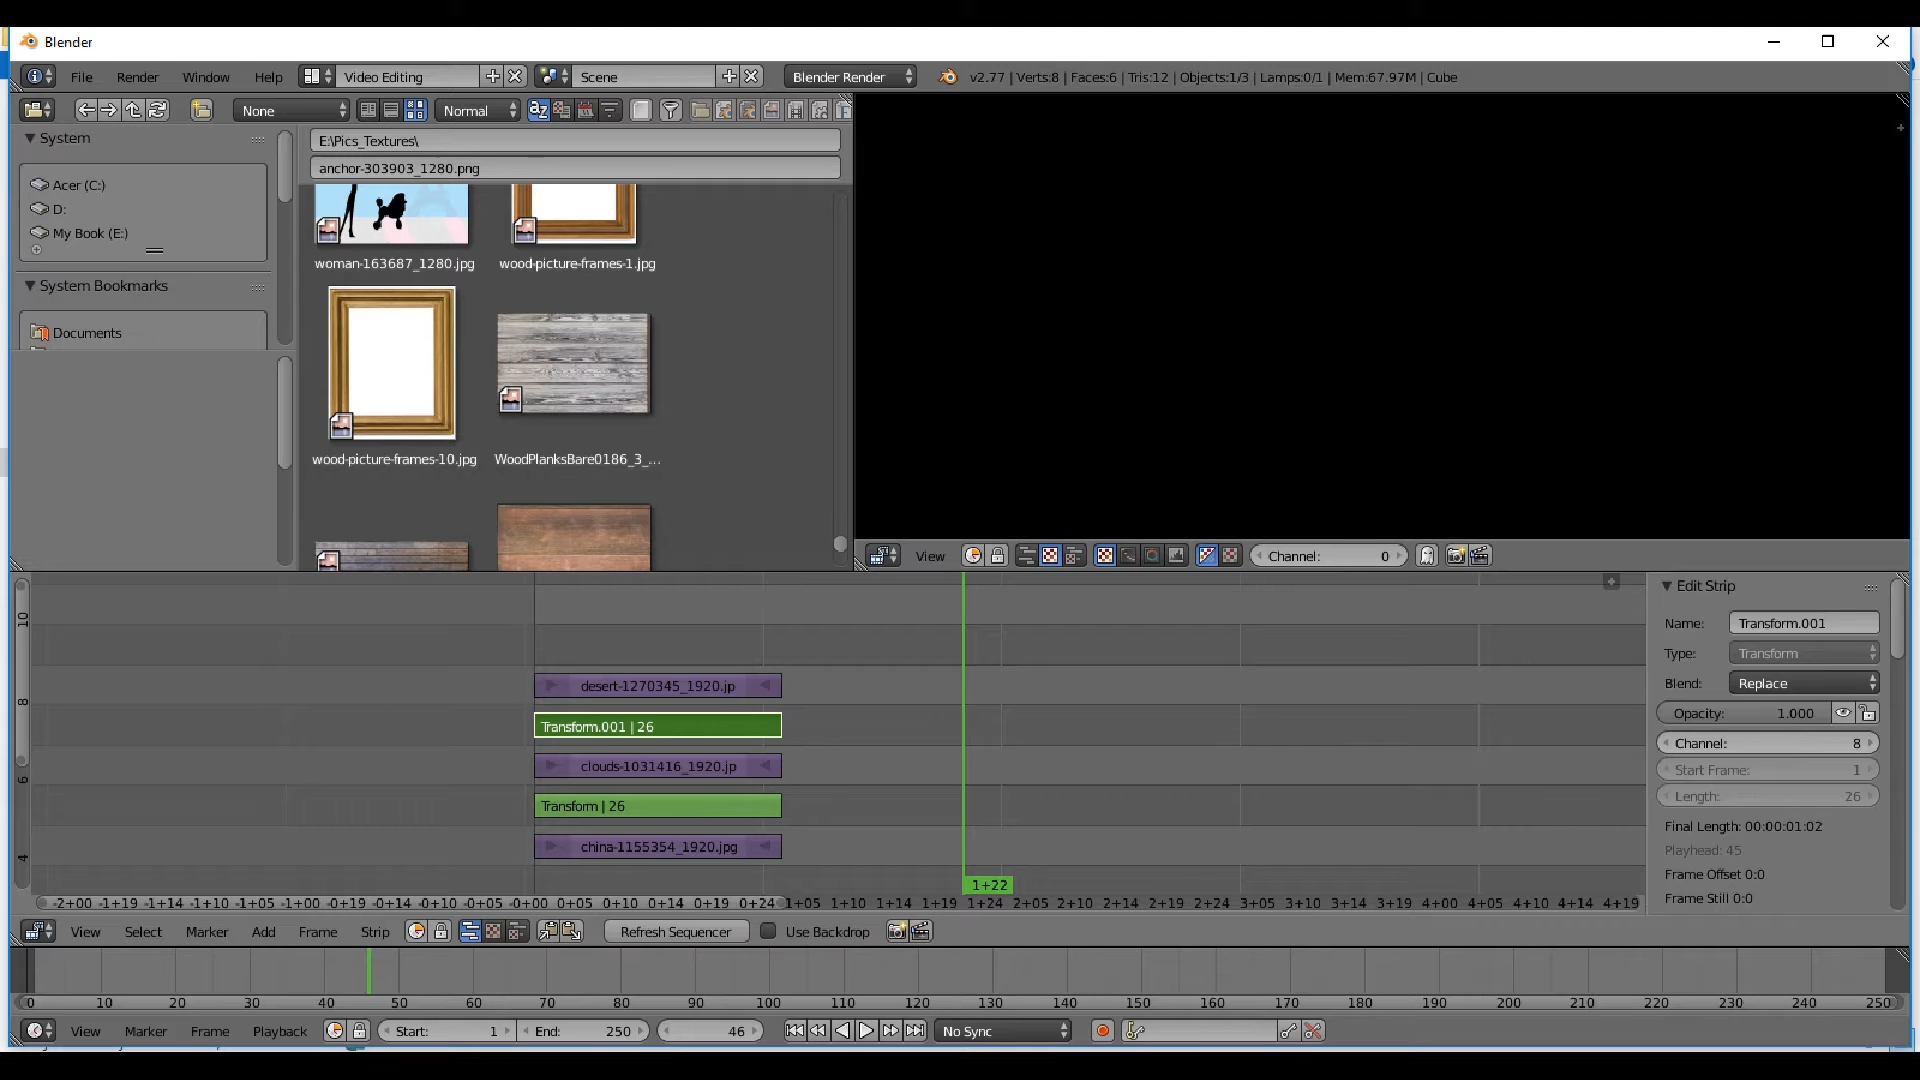 Blender
File Render Window Help Video Editing Scene Blender Render v2.77 | Verts:8 | Faces:6 | Tris:12 | Objects:1/3 | Lamps:0/1 | Mem:67.97M | Cube
None Normal
System
Acer (C:)
D:
My Book (E:)
System Bookmarks
Documents
E:\Pics_Textures\
anchor-303903_1280.png
woman-163687_1280.jpg wood-picture-frames-1.jpg
wood-picture-frames-10.jpg WoodPlanksBare0186_3_...
View Channel: 0
10
8
6
4
desert-1270345_1920.jp
Transform.001 | 26
clouds-1031416_1920.jp
Transform | 26
china-1155354_1920.jpg
1+22
-2+00 -1+19 -1+14 -1+10 -1+05 -1+00 -0+19 -0+14 -0+10 -0+05 -0+00 0+05 0+10 0+14 0+19 0+24 1+05 1+10 1+14 1+19 1+24 2+05 2+10 2+14 2+19 3+00 3+05 3+10 3+14 3+19 4+00 4+05 4+10 4+14 4+19
Edit Strip
Name: Transform.001
Type: Transform
Blend: Replace
Opacity: 1.000
Channel: 8
Start Frame: 1
Length: 26
Final Length: 00:00:01:02
Playhead: 45
Frame Offset 0:0
Frame Still 0:0
View Select Marker Add Frame Strip Refresh Sequencer Use Backdrop
0 10 20 30 40 50 60 70 80 90 100 110 120 130 140 150 160 170 180 190 200 210 220 230 240 250
View Marker Frame Playback Start: 1 End: 250 46 No Sync